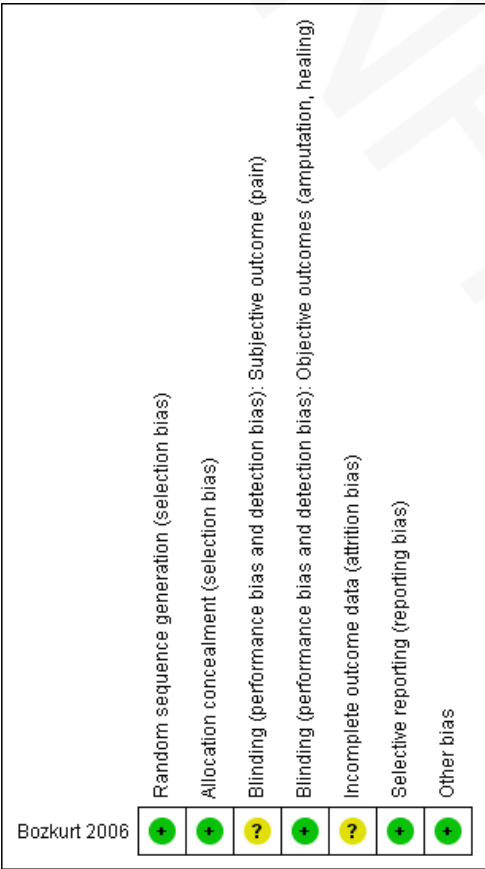 Random sequence generation (selection bias)
Allocation concealment (selection bias)
Blinding (performance bias and detection bias): Subjective outcome (pain)
Blinding (performance bias and detection bias): Objective outcomes (amputation, healing)
Incomplete outcome data (attrition bias)
Selective reporting (reporting bias)
Other bias
Bozkurt 2006 + + ? + ? + +